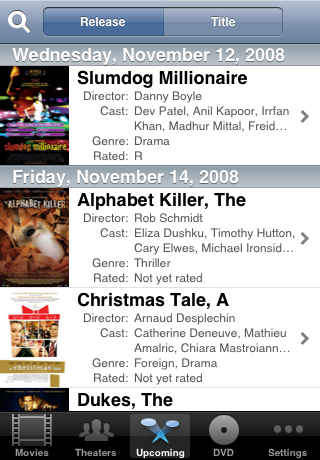 Release Title
Wednesday, November 12, 2008
slumdog millionaire
Slumdog Millionaire
Director: Danny Boyle
Cast: Dev Patel, Anil Kapoor, Irrfan
Khan, Madhur Mittal, Freid…
Genre: Drama
Rated: R
Friday, November 14, 2008
ALPHABET KILLER
Alphabet Killer, The
Director: Rob Schmidt
Cast: Eliza Dushku, Timothy Hutton,
Cary Elwes, Michael Ironsid…
Genre: Thriller
Rated: Not yet rated
a christmas tale
Christmas Tale, A
Director: Arnaud Desplechin
Cast: Catherine Deneuve, Mathieu
Amalric, Chiara Mastroiann…
Genre: Foreign, Drama
Rated: Not yet rated
Dukes, The
Movies Theaters Upcoming DVD Settings